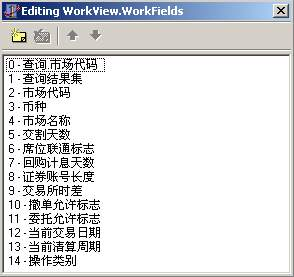 Editing WorkView.WorkFields
0 - 查询.市场代码
1 - 查询结果集
2 - 市场代码
3 - 币种
4 - 市场名称
5 - 交割天数
6 - 席位联通标志
7 - 回购计息天数
8 - 证券账号长度
9 - 交易所时差
10 - 撤单允许标志
11 - 委托允许标志
12 - 当前交易日期
13 - 当前清算周期
14 - 操作类别